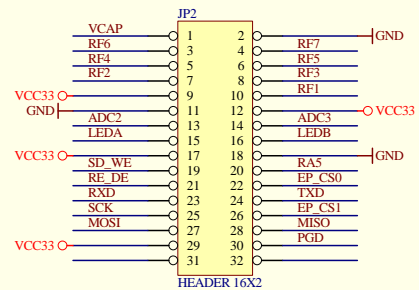 JP2
VCAP 1 2 GND
RF6 3 4 RF7
RF4 5 6 RF5
RF2 7 8 RF3
VCC33 9 10 RF1
GND 11 12 VCC33
ADC2 13 14 ADC3
LEDA 15 16 LEDB
VCC33 17 18 GND
SD_WE 19 20 RA5
RE_DE 21 22 EP_CS0
RXD 23 24 TXD
SCK 25 26 EP_CS1
MOSI 27 28 MISO
VCC33 29 30 PGD
31 32
HEADER 16X2